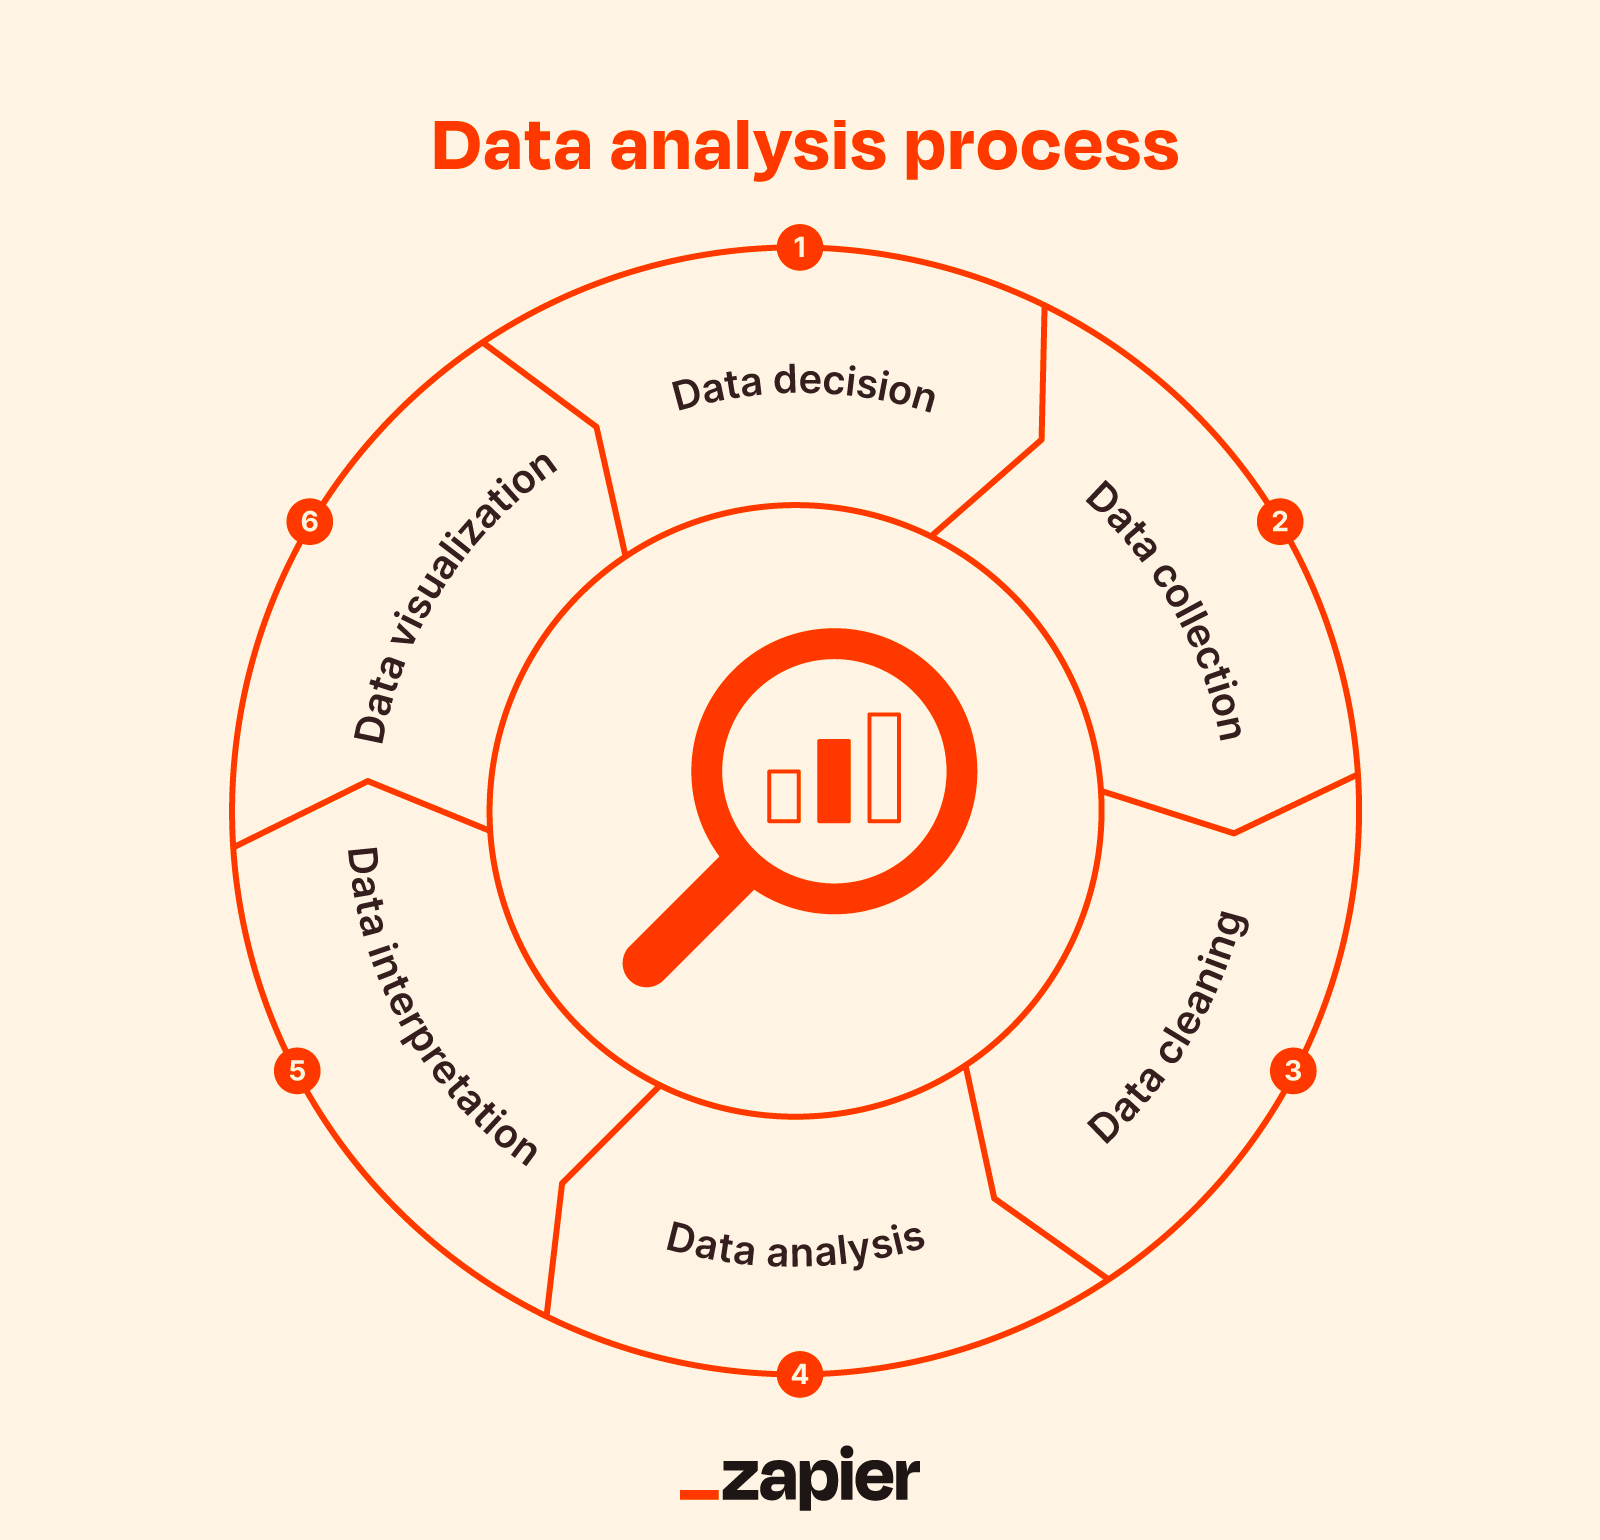 Data analysis process
1
Data decision
2
Data collection
3
Data cleaning
4
Data analysis
5
Data interpretation
6
Data visualization
_zapier